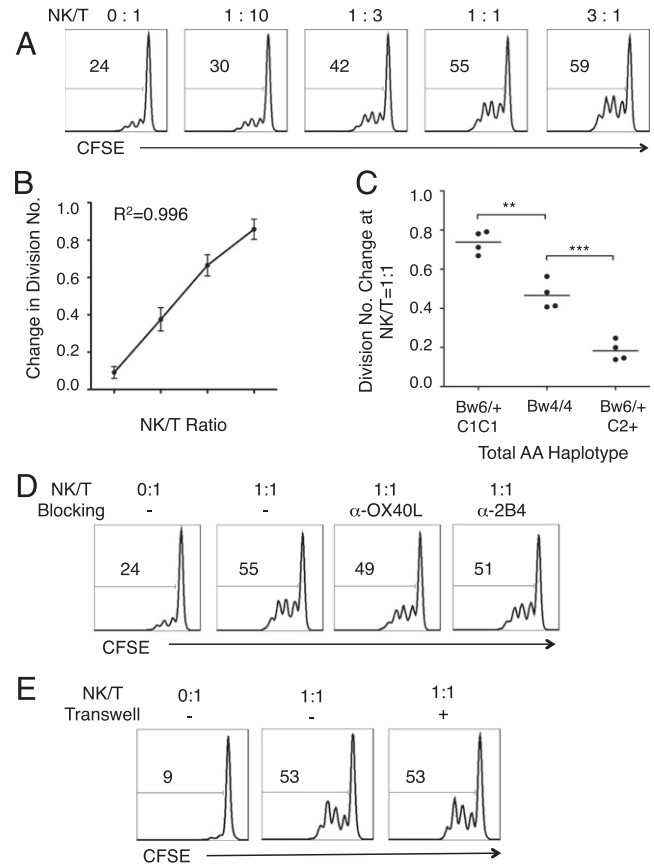 NK/T 0 : 1 1 : 10 1 : 3 1 : 1 3 : 1
A
24 30 42 55 59
CFSE
B
Change in Division No.
1.0
0.8
0.6
0.4
0.2
0.0
R²=0.996
NK/T Ratio
C
Division No. Change at
NK/T=1:1
1.0
0.8
0.6
0.4
0.2
0.0
** ***
Bw6/+ Bw4/4 Bw6/+
C1C1 C2+
Total AA Haplotype
D
NK/T 0:1 1:1 1:1 1:1
Blocking - - α-OX40L α-2B4
24 55 49 51
CFSE
E
NK/T 0:1 1:1 1:1
Transwell - - +
9 53 53
CFSE